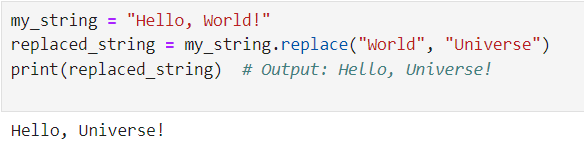 my_string = "Hello, World!"
replaced_string = my_string.replace("World", "Universe")
print(replaced_string)  # Output: Hello, Universe!
Hello, Universe!